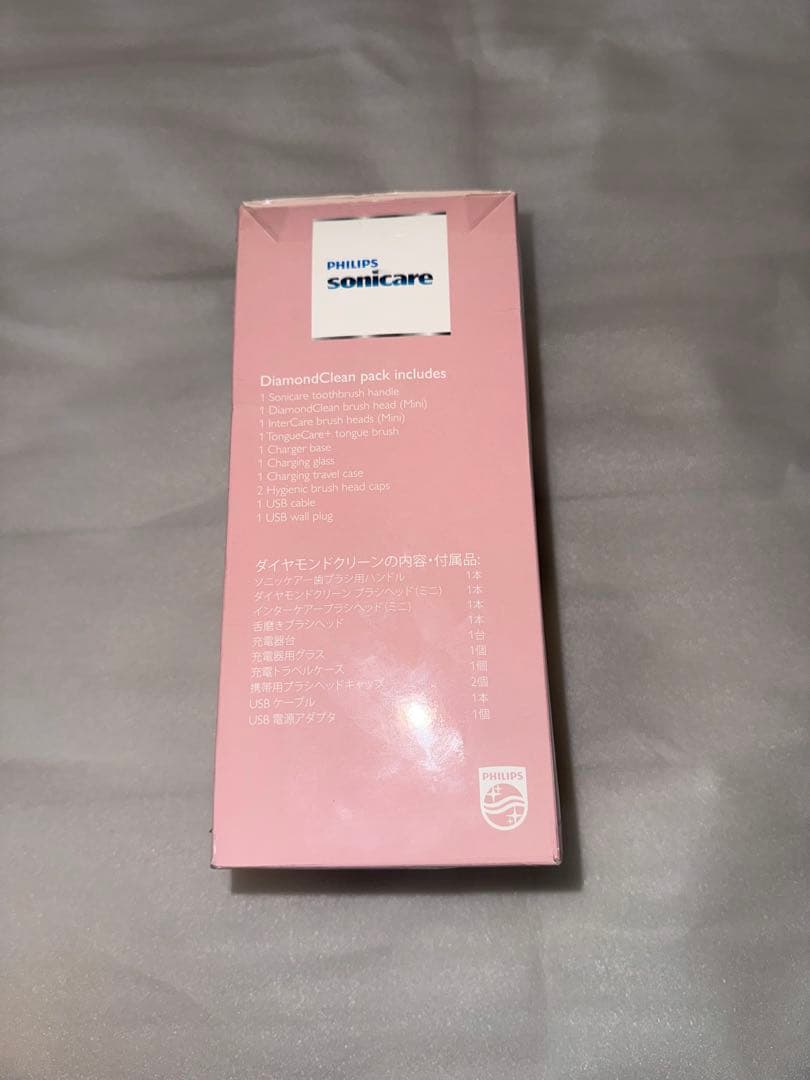 PHILIPS
sonicare
DiamondClean pack includes
1 Sonicare toothbrush handle
1 DiamondClean brush head (Mini)
1 InterCare brush heads (Mini)
1 TongueCare+ tongue brush
1 Charger base
1 Charging glass
1 Charging travel case
2 Hygienic brush head caps
1 USB cable
1 USB wall plug
ダイヤモンドクリーンの内容・付属品:
ソニッケアー歯ブラシ用ハンドル 1本
ダイヤモンドクリーン ブラシヘッド(ミニ) 1本
インターケアーブラシヘッド(ミニ) 1本
舌磨きブラシヘッド 1本
充電器台 1台
充電器用グラス 1個
充電トラベルケース 1個
携帯用ブラシヘッドキャップ 2個
USB ケーブル 1本
USB 電源アダプタ 1個
PHILIPS